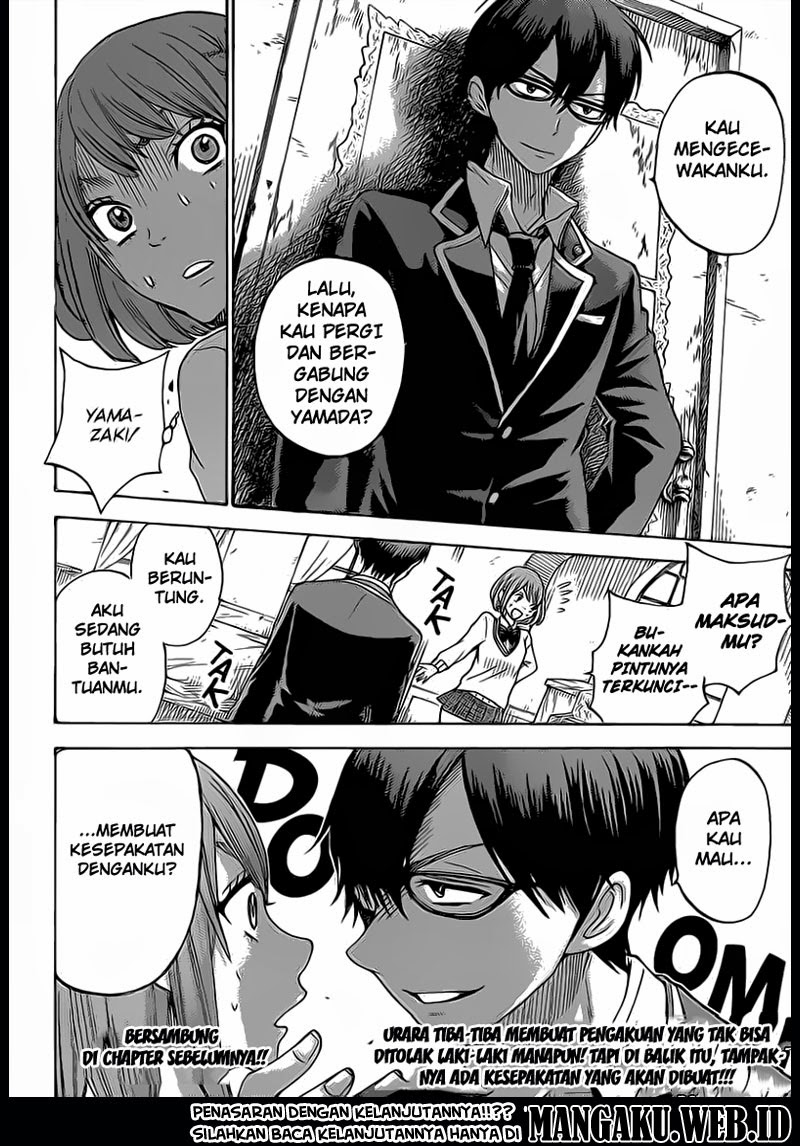 KAU
MENGECE-
WAKANKU.
LALU,
KENAPA
KAU PERGI
DAN BER-
GABUNG
DENGAN
YAMADA?
YAMA-
ZAKI!
APA
MAKSUD-
MU?
BU-
KANKAH
PINTUNYA
TERKUNCI--
TAK
TAK
KAU
BERUN-
TUNG.
AKU
SEDANG
BUTUH
BAN-
TUANMU.
APA
KAU
MAU...
DO
OM
...MEMBUAT
KESEPAKATAN
DENGANKU?
URARA TIBA-TIBA MEMBUAT PENGAKUAN YANG TAK BISA
DITOLAK LAKI-LAKI MANAPUN! TAPI DI BALIK ITU, TAMPAK-
NYA ADA KESEPAKATAN YANG AKAN DIBUAT!!!
BERSAMBUNG
DI CHAPTER SEBELUMNYA!!
PENASARAN DENGAN KELANJUTANNYA!!??
SILAHKAN BACA KELANJUTANNYA HANYA DI MANGAKU.WEB.ID